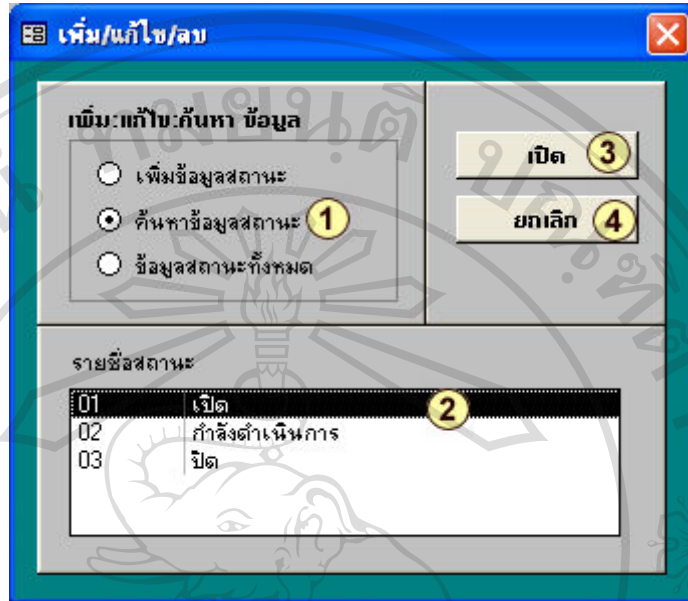 เพิ่ม/แก้ไข/ลบ
เพิ่ม:แก้ไข:ค้นหา ข้อมูล
เพิ่มข้อมูลสถานะ
ค้นหาข้อมูลสถานะ 1
ข้อมูลสถานะทั้งหมด
เปิด 3
ยกเลิก 4
รายชื่อสถานะ
01 เปิด 2
02 กำลังดำเนินการ
03 ปิด